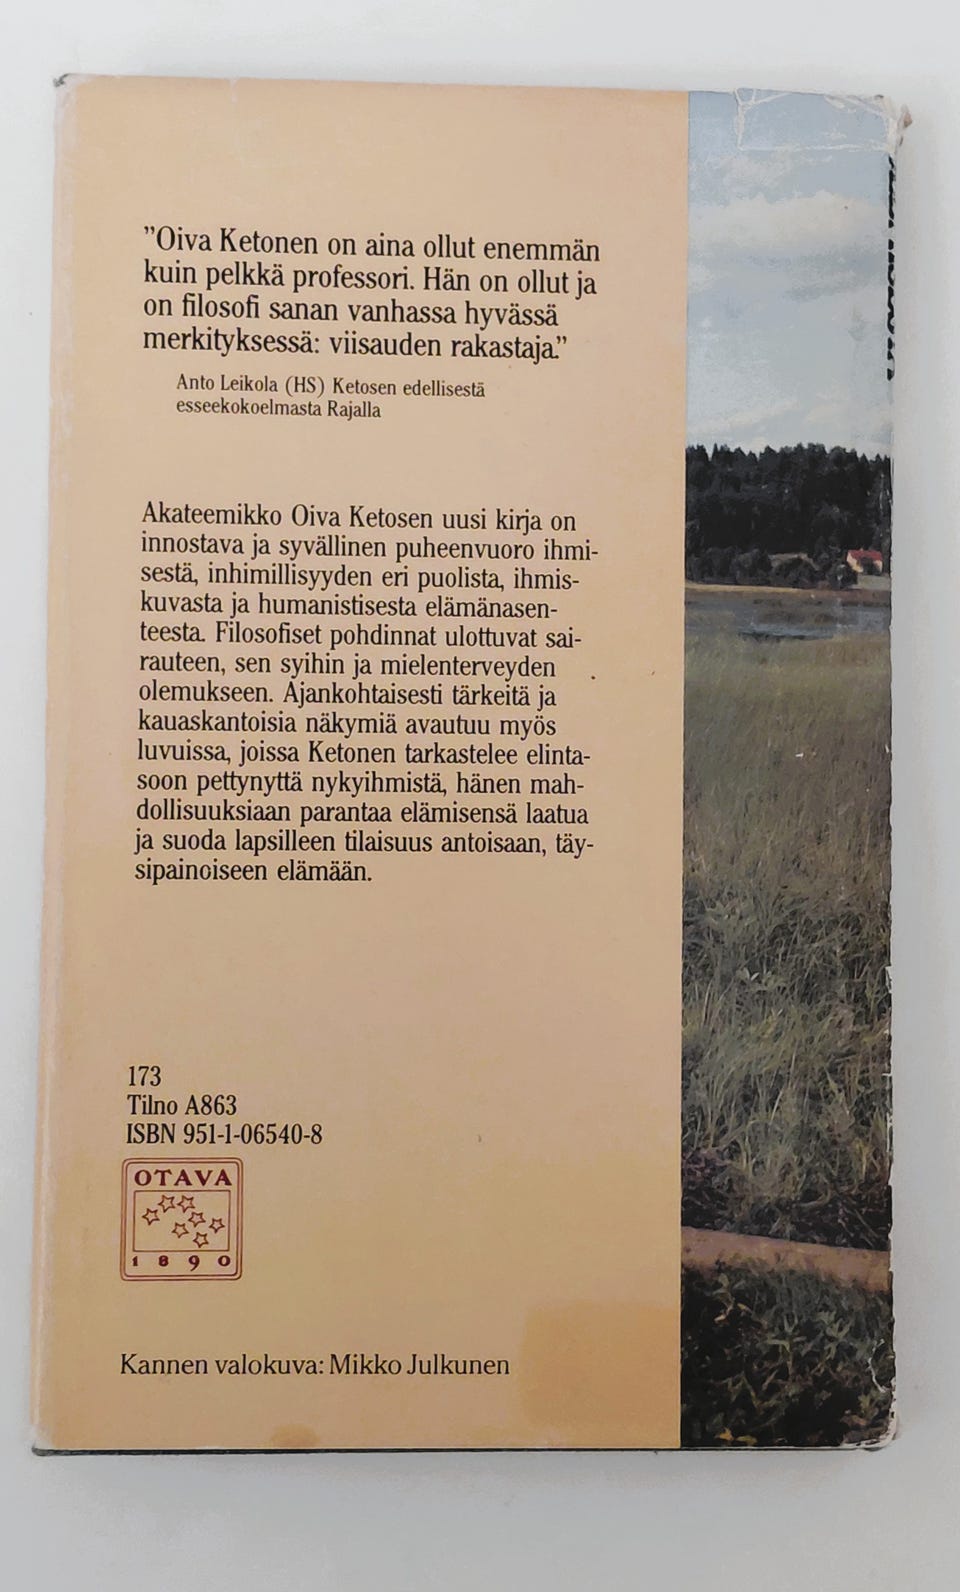 ”Oiva Ketonen on aina ollut enemmän
kuin pelkkä professori. Hän on ollut ja
on filosofi sanan vanhassa hyvässä
merkityksessä: viisauden rakastaja.”
Anto Leikola (HS) Ketosen edellisestä
esseekokoelmasta Rajalla
Akateemikko Oiva Ketosen uusi kirja on
innostava ja syvällinen puheenvuoro ihmi-
sestä, inhimillisyyden eri puolista, ihmis-
kuvasta ja humanistisesta elämänasen-
teesta. Filosofiset pohdinnat ulottuvat sai-
rauteen, sen syihin ja mielenterveyden
olemukseen. Ajankohtaisesti tärkeitä ja
kauaskantoisia näkymiä avautuu myös
luvuissa, joissa Ketonen tarkastelee elinta-
soon pettynyttä nykyihmistä, hänen mah-
dollisuuksiaan parantaa elämisensä laatua
ja suoda lapsilleen tilaisuus antoisaan, täy-
sipainoiseen elämään.
173
Tilno A863
ISBN 951-1-06540-8
OTAVA
1890
Kannen valokuva: Mikko Julkunen